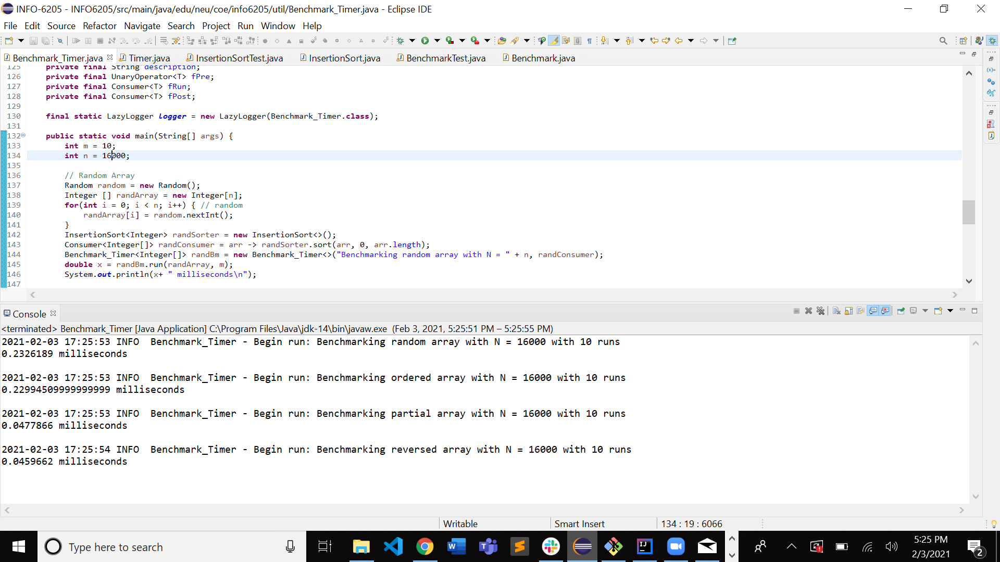 INFO-6205 - INFO6205/src/main/java/edu/neu/coe/info6205/util/Benchmark_Timer.java - Eclipse IDE
File Edit Source Refactor Navigate Search Project Run Window Help
Benchmark_Timer.java Timer.java InsertionSortTest.java InsertionSort.java BenchmarkTest.java Benchmark.java
125 private final String description;
126 private final UnaryOperator<T> fPre;
127 private final Consumer<T> fRun;
128 private final Consumer<T> fPost;
129
130 final static LazyLogger logger = new LazyLogger(Benchmark_Timer.class);
131
132 public static void main(String[] args) {
133 int m = 10;
134 int n = 16000;
135
136 // Random Array
137 Random random = new Random();
138 Integer [] randArray = new Integer[n];
139 for(int i = 0; i < n; i++) { // random
140 randArray[i] = random.nextInt();
141 }
142 InsertionSort<Integer> randSorter = new InsertionSort<>();
143 Consumer<Integer[]> randConsumer = arr -> randSorter.sort(arr, 0, arr.length);
144 Benchmark_Timer<Integer[]> randBm = new Benchmark_Timer<>("Benchmarking random array with N = " + n, randConsumer);
145 double x = randBm.run(randArray, m);
146 System.out.println(x+ " milliseconds\n");
147
Console
<terminated> Benchmark_Timer [Java Application] C:\Program Files\Java\jdk-14\bin\javaw.exe (Feb 3, 2021, 5:25:51 PM – 5:25:55 PM)
2021-02-03 17:25:53 INFO Benchmark_Timer - Begin run: Benchmarking random array with N = 16000 with 10 runs
0.2326189 milliseconds
2021-02-03 17:25:53 INFO Benchmark_Timer - Begin run: Benchmarking ordered array with N = 16000 with 10 runs
0.22994509999999999 milliseconds
2021-02-03 17:25:53 INFO Benchmark_Timer - Begin run: Benchmarking partial array with N = 16000 with 10 runs
0.0477866 milliseconds
2021-02-03 17:25:54 INFO Benchmark_Timer - Begin run: Benchmarking reversed array with N = 16000 with 10 runs
0.0459662 milliseconds
Writable Smart Insert 134 : 19 : 6066
Type here to search
5:25 PM
2/3/2021
2